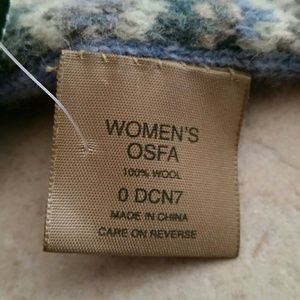 WOMEN'S
OSFA
100% WOOL
0 DCN7
MADE IN CHINA
CARE ON REVERSE